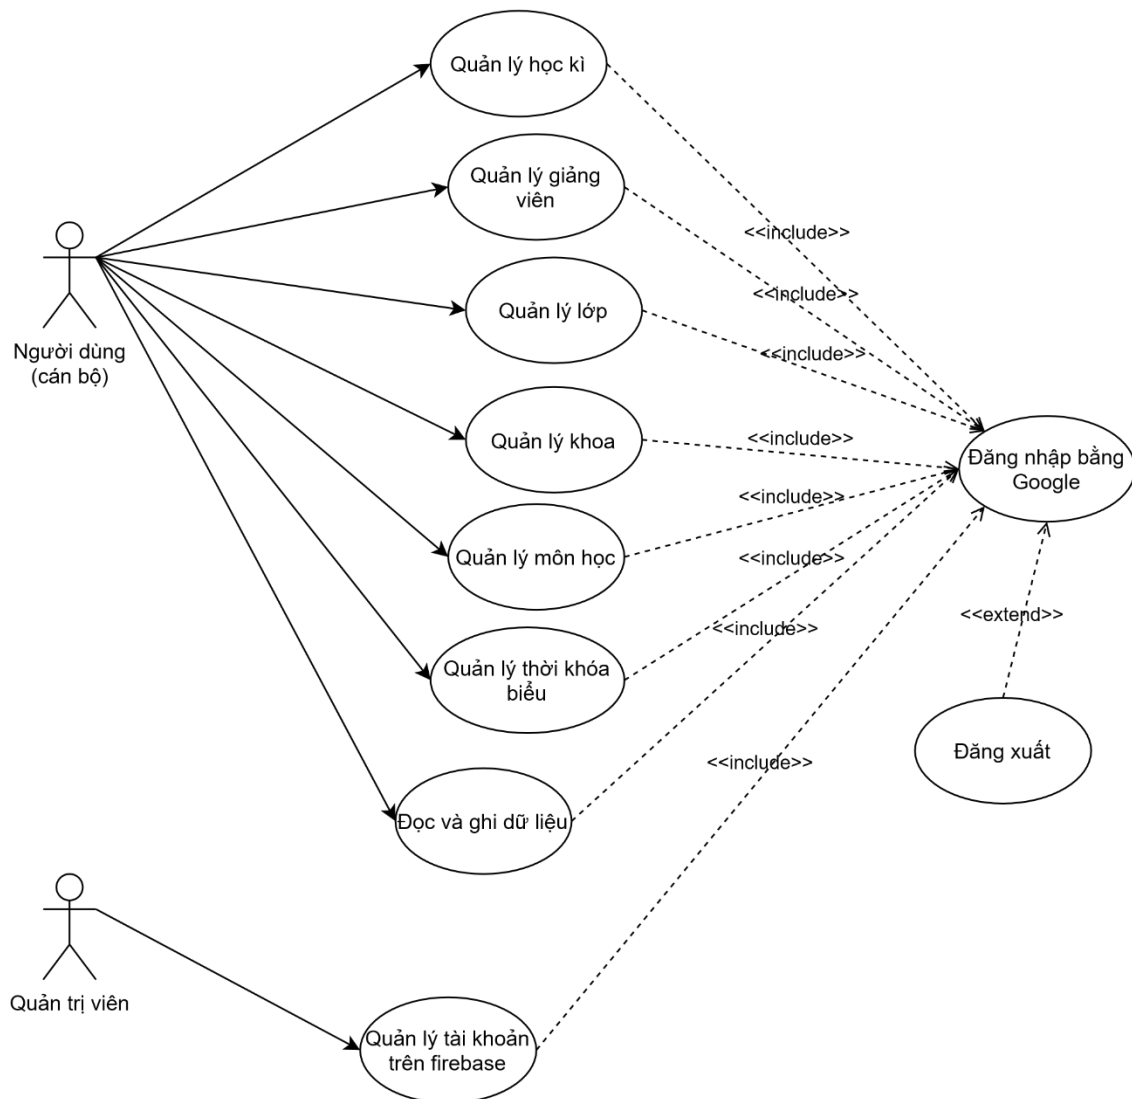 Quản lý học kì
Quản lý giảng
viên
<<include>>
<<include>>
Quản lý lớp
<<include>>
Người dùng
(cán bộ)
Quản lý khoa
<<include>>
Đăng nhập bằng
Google
<<include>>
Quản lý môn học
<<include>>
<<extend>>
<<include>>
Quản lý thời khóa
biểu
Đăng xuất
<<include>>
Đọc và ghi dữ liệu
Quản trị viên
Quản lý tài khoản
trên firebase